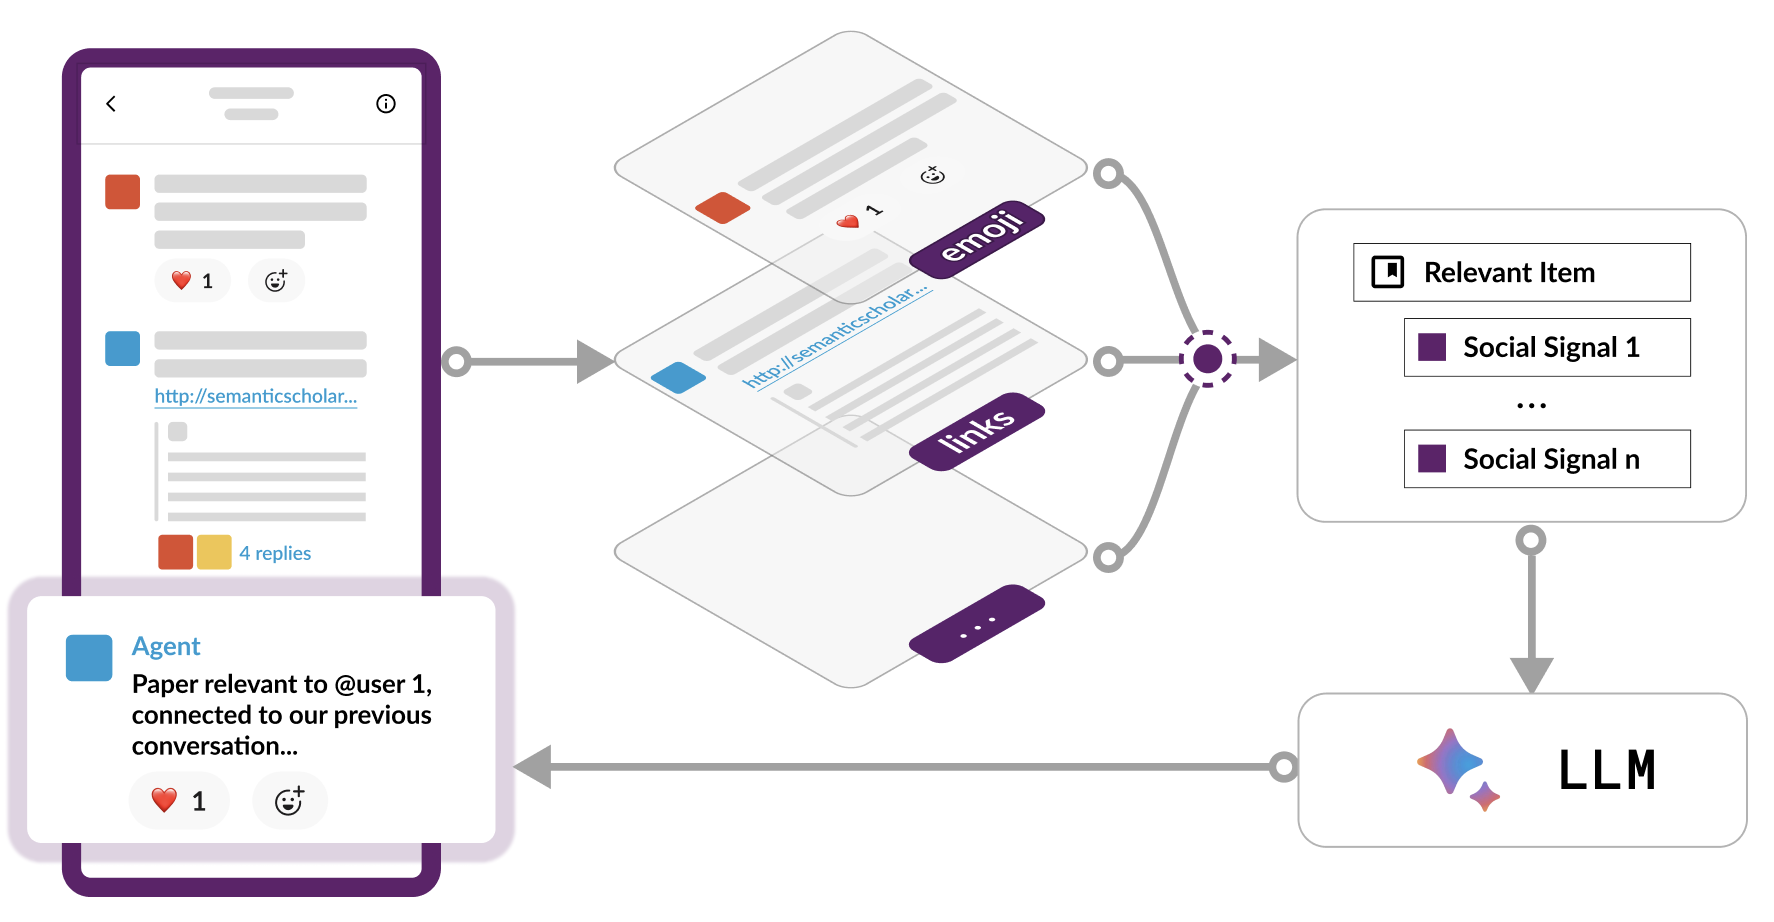 1
http://semanticscholar...
4 replies
Agent
Paper relevant to @user 1,
connected to our previous
conversation...
1
1
emoji
http://semanticscholar...
links
...
Relevant Item
Social Signal 1
...
Social Signal n
LLM